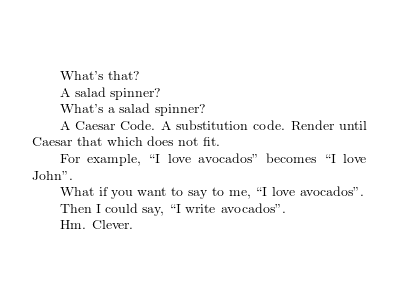 What's that?
A salad spinner?
What's a salad spinner?
A Caesar Code. A substitution code. Render until
Caesar that which does not fit.
For example, “I love avocados” becomes “I love
John”.
What if you want to say to me, “I love avocados”.
Then I could say, “I write avocados”.
Hm. Clever.